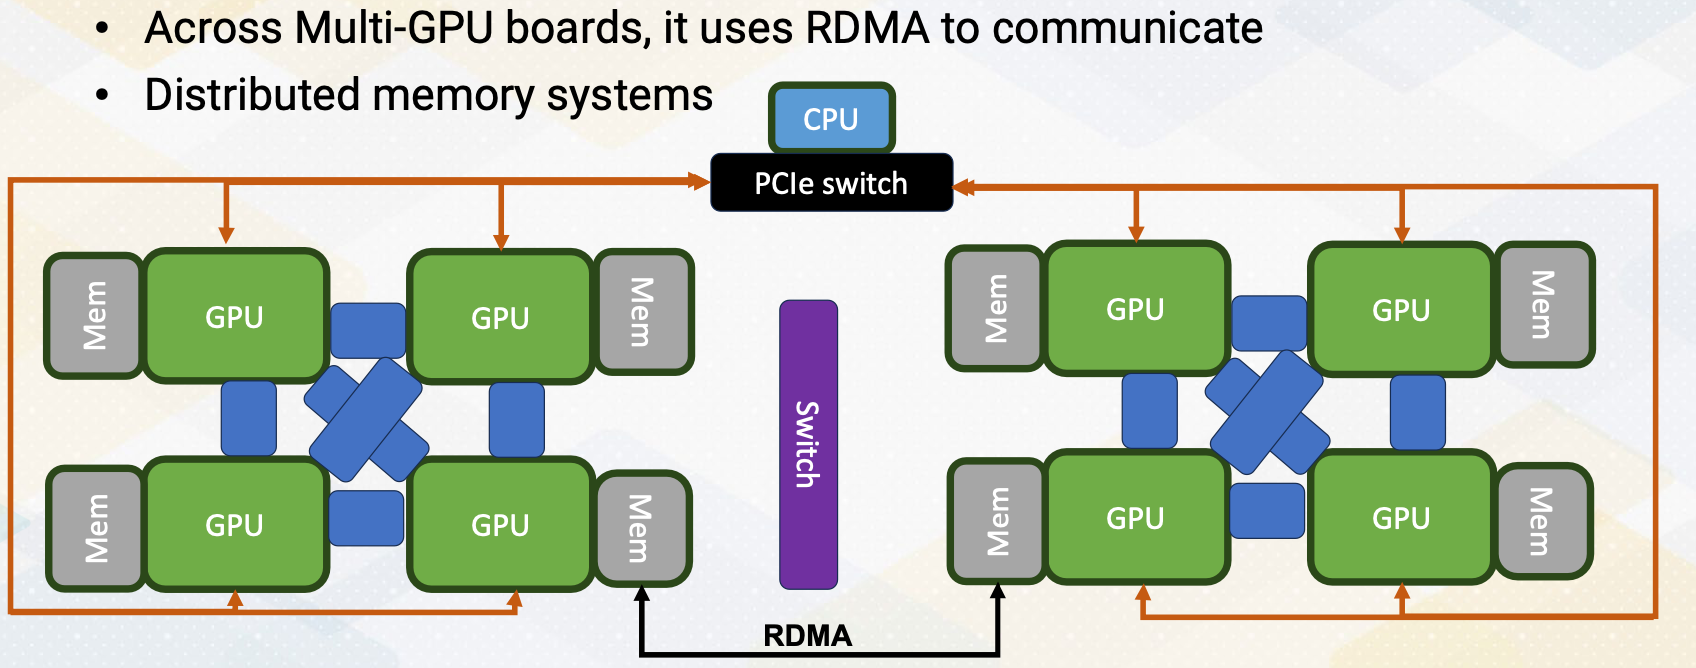 • Across Multi-GPU boards, it uses RDMA to communicate
• Distributed memory systems
CPU
PCIe switch
Mem
GPU
GPU
Mem
Mem
GPU
GPU
Mem
Switch
Mem
GPU
GPU
Mem
Mem
GPU
GPU
Mem
RDMA